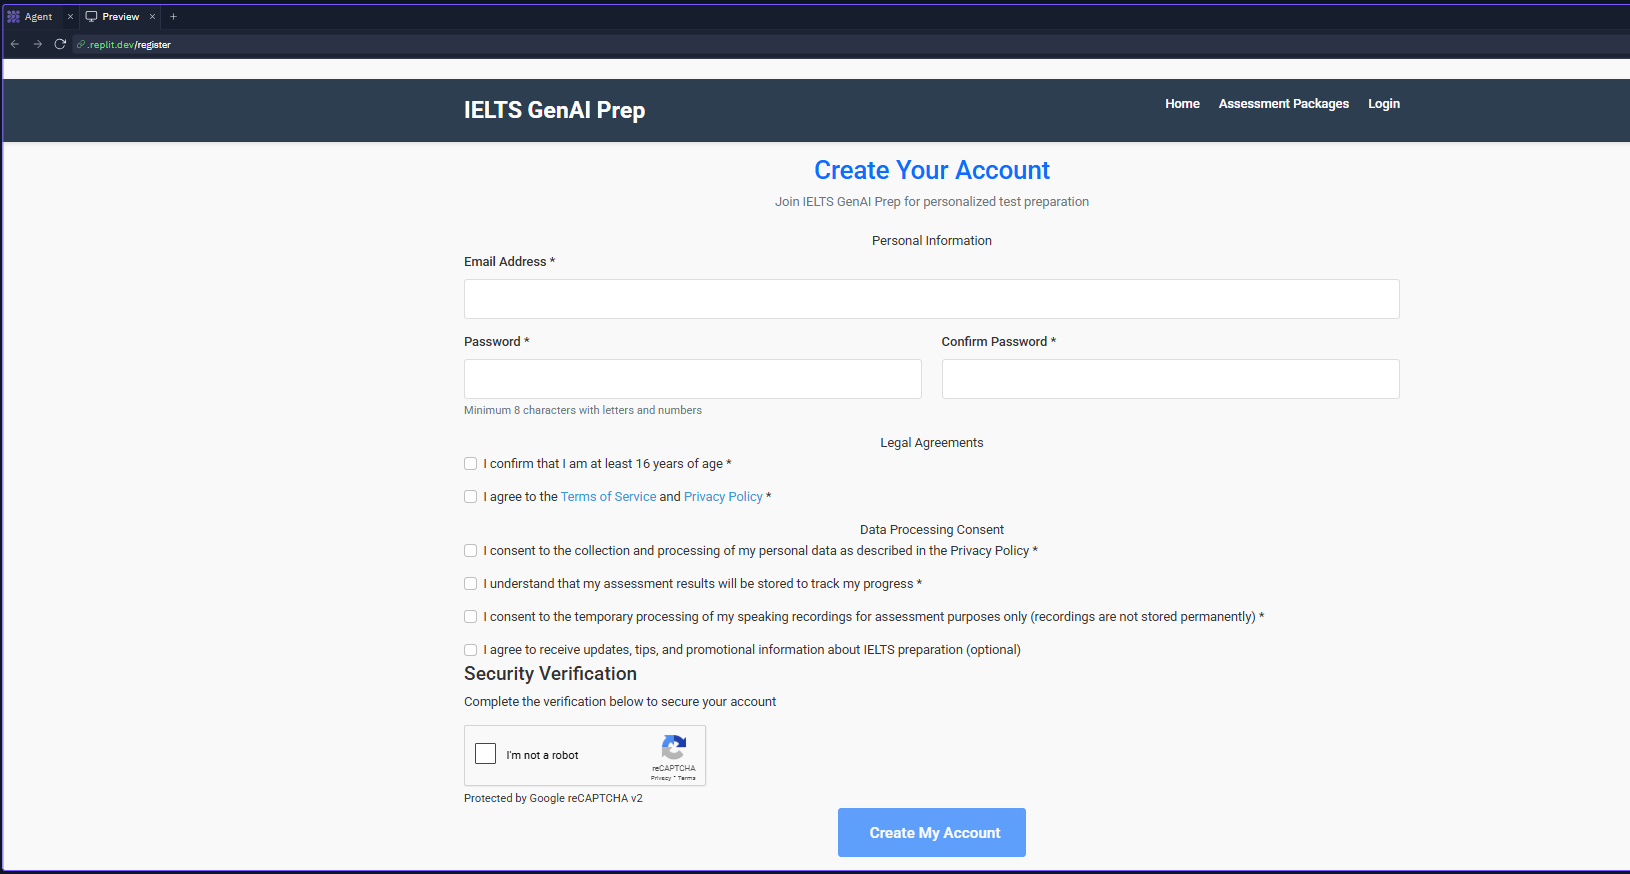 Agent
Preview
.replit.dev/register
IELTS GenAI Prep
Home Assessment Packages Login
Create Your Account
Join IELTS GenAI Prep for personalized test preparation
Personal Information
Email Address *
Password * Confirm Password *
Minimum 8 characters with letters and numbers
Legal Agreements
I confirm that I am at least 16 years of age *
I agree to the Terms of Service and Privacy Policy *
Data Processing Consent
I consent to the collection and processing of my personal data as described in the Privacy Policy *
I understand that my assessment results will be stored to track my progress *
I consent to the temporary processing of my speaking recordings for assessment purposes only (recordings are not stored permanently) *
I agree to receive updates, tips, and promotional information about IELTS preparation (optional)
Security Verification
Complete the verification below to secure your account
I'm not a robot
reCAPTCHA
Privacy - Terms
Protected by Google reCAPTCHA v2
Create My Account